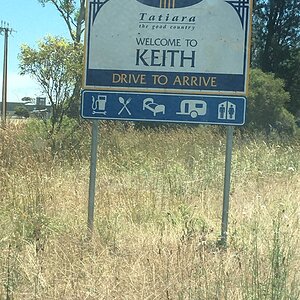 Tatiara
the good country
WELCOME TO
KEITH
DRIVE TO ARRIVE